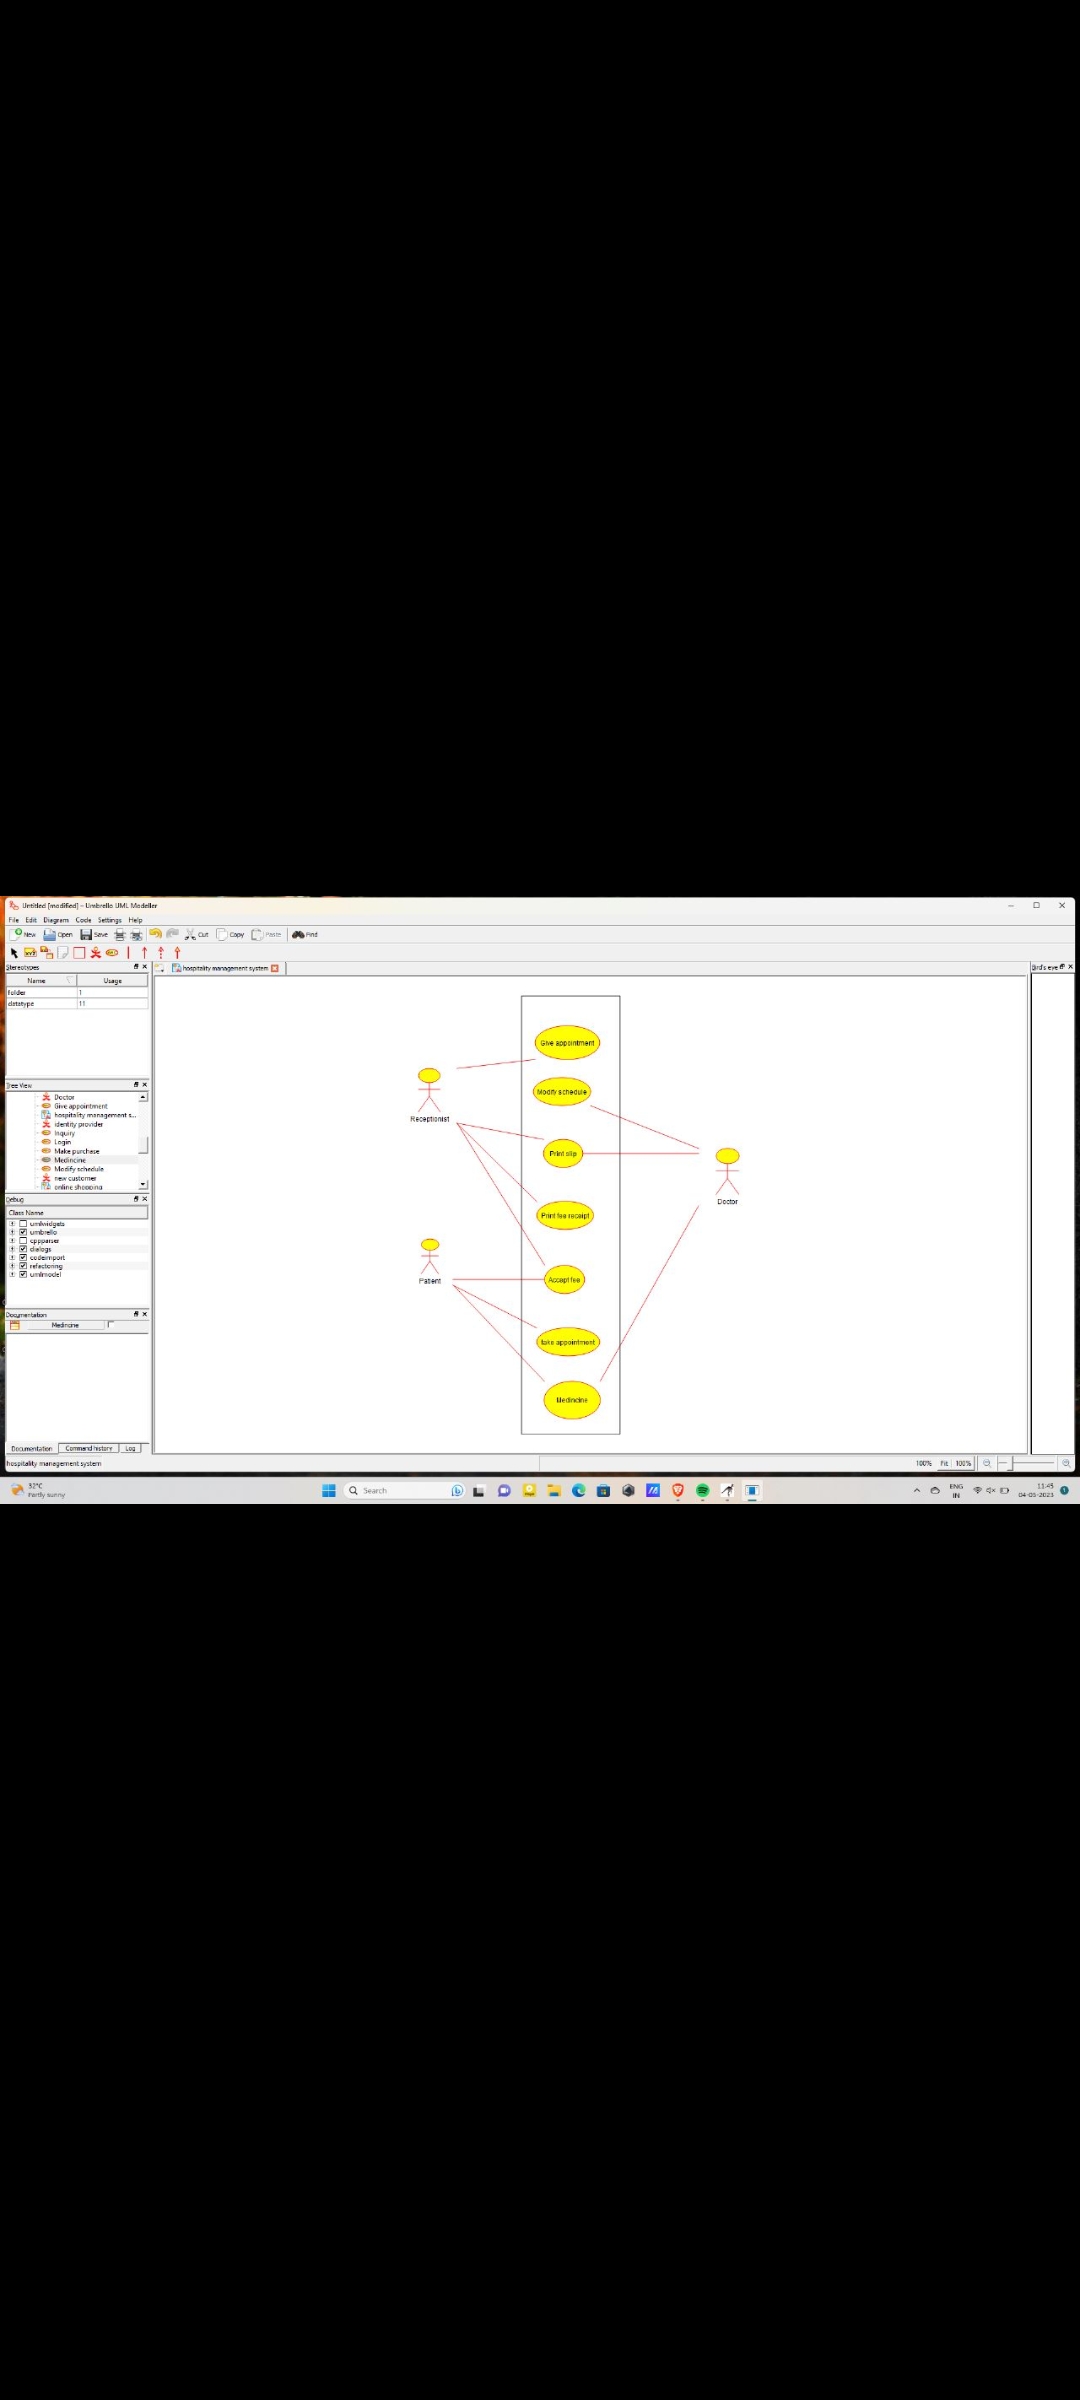 Untitled [modified] - Umbrello UML Modeller
File Edit Diagram Code Settings Help
New Open Save Cut Copy Paste Find
Stereotypes
hospitality management system
Bird's eye
Name Usage
folder 1
datatype 11
Tree View
Doctor
Give appointment
hospitality management s...
identity provider
Inquiry
Login
Make purchase
Medincine
Modify schedule
new customer
online shopping
Debug
Class Name
umlwidgets
umbrello
cppparser
dialogs
codeimport
refactoring
umlmodel
Documentation
Medincine
Documentation Command history Log
Give appointment
Modify schedule
Receptionist
Print slip
Doctor
Print fee receipt
Patient
Accept fee
take appointment
Medincine
hospitality management system
100% Fit 100%
32°C
Partly sunny
Search
ENG
IN
11:45
04-05-2023